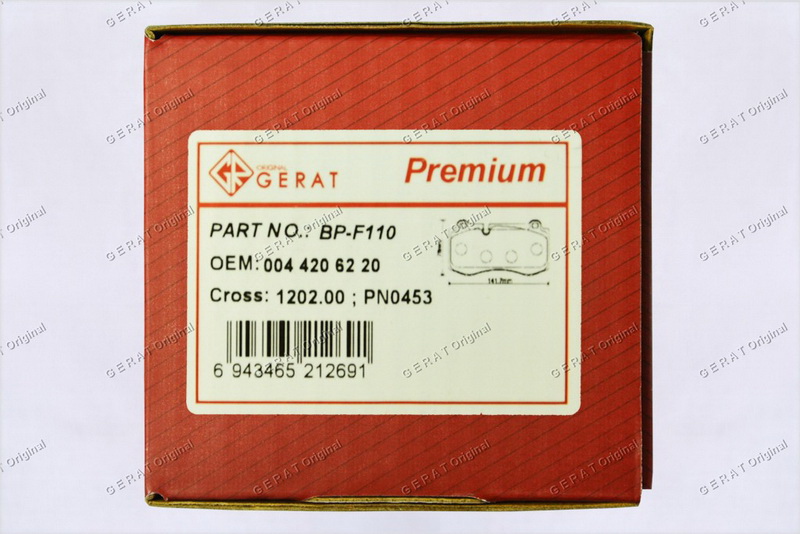 ORIGINAL
GERAT
Premium
PART NO.: BP-F110
OEM: 004 420 62 20
Cross: 1202.00 ; PN0453
141.7mm
6 943465 212691
GERAT Original